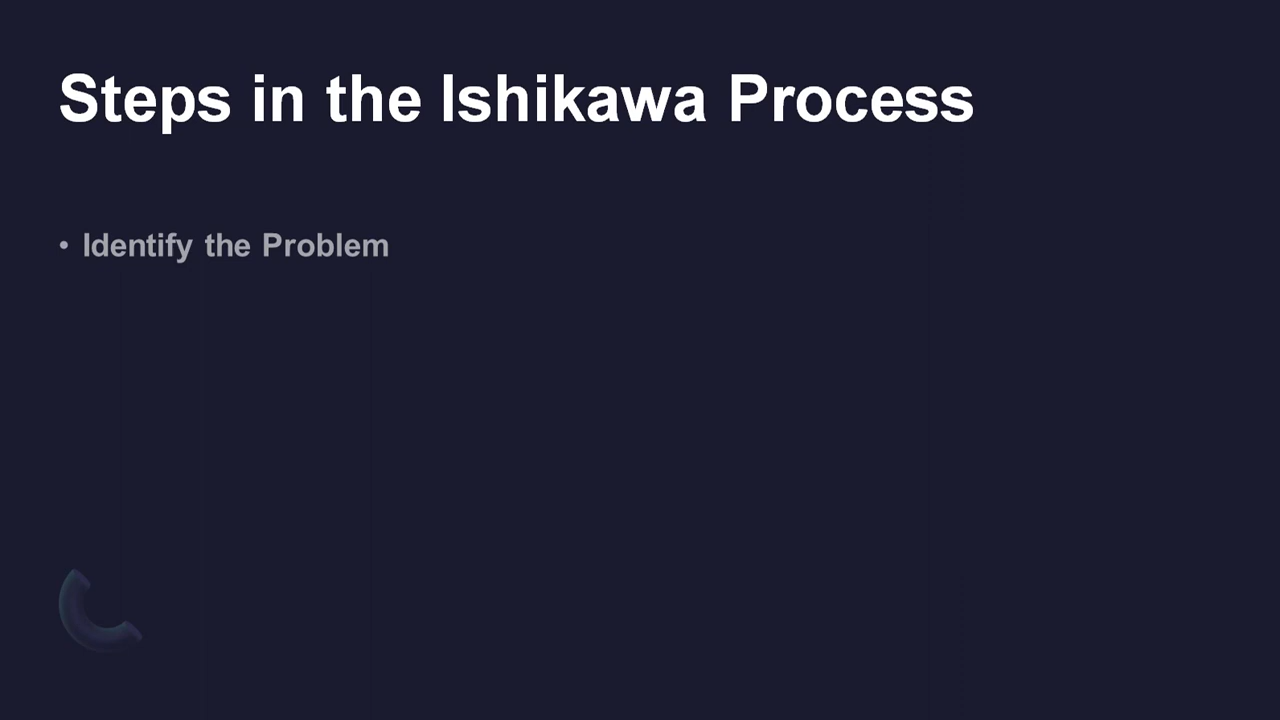 Steps in the Ishikawa Process
• Identify the Problem